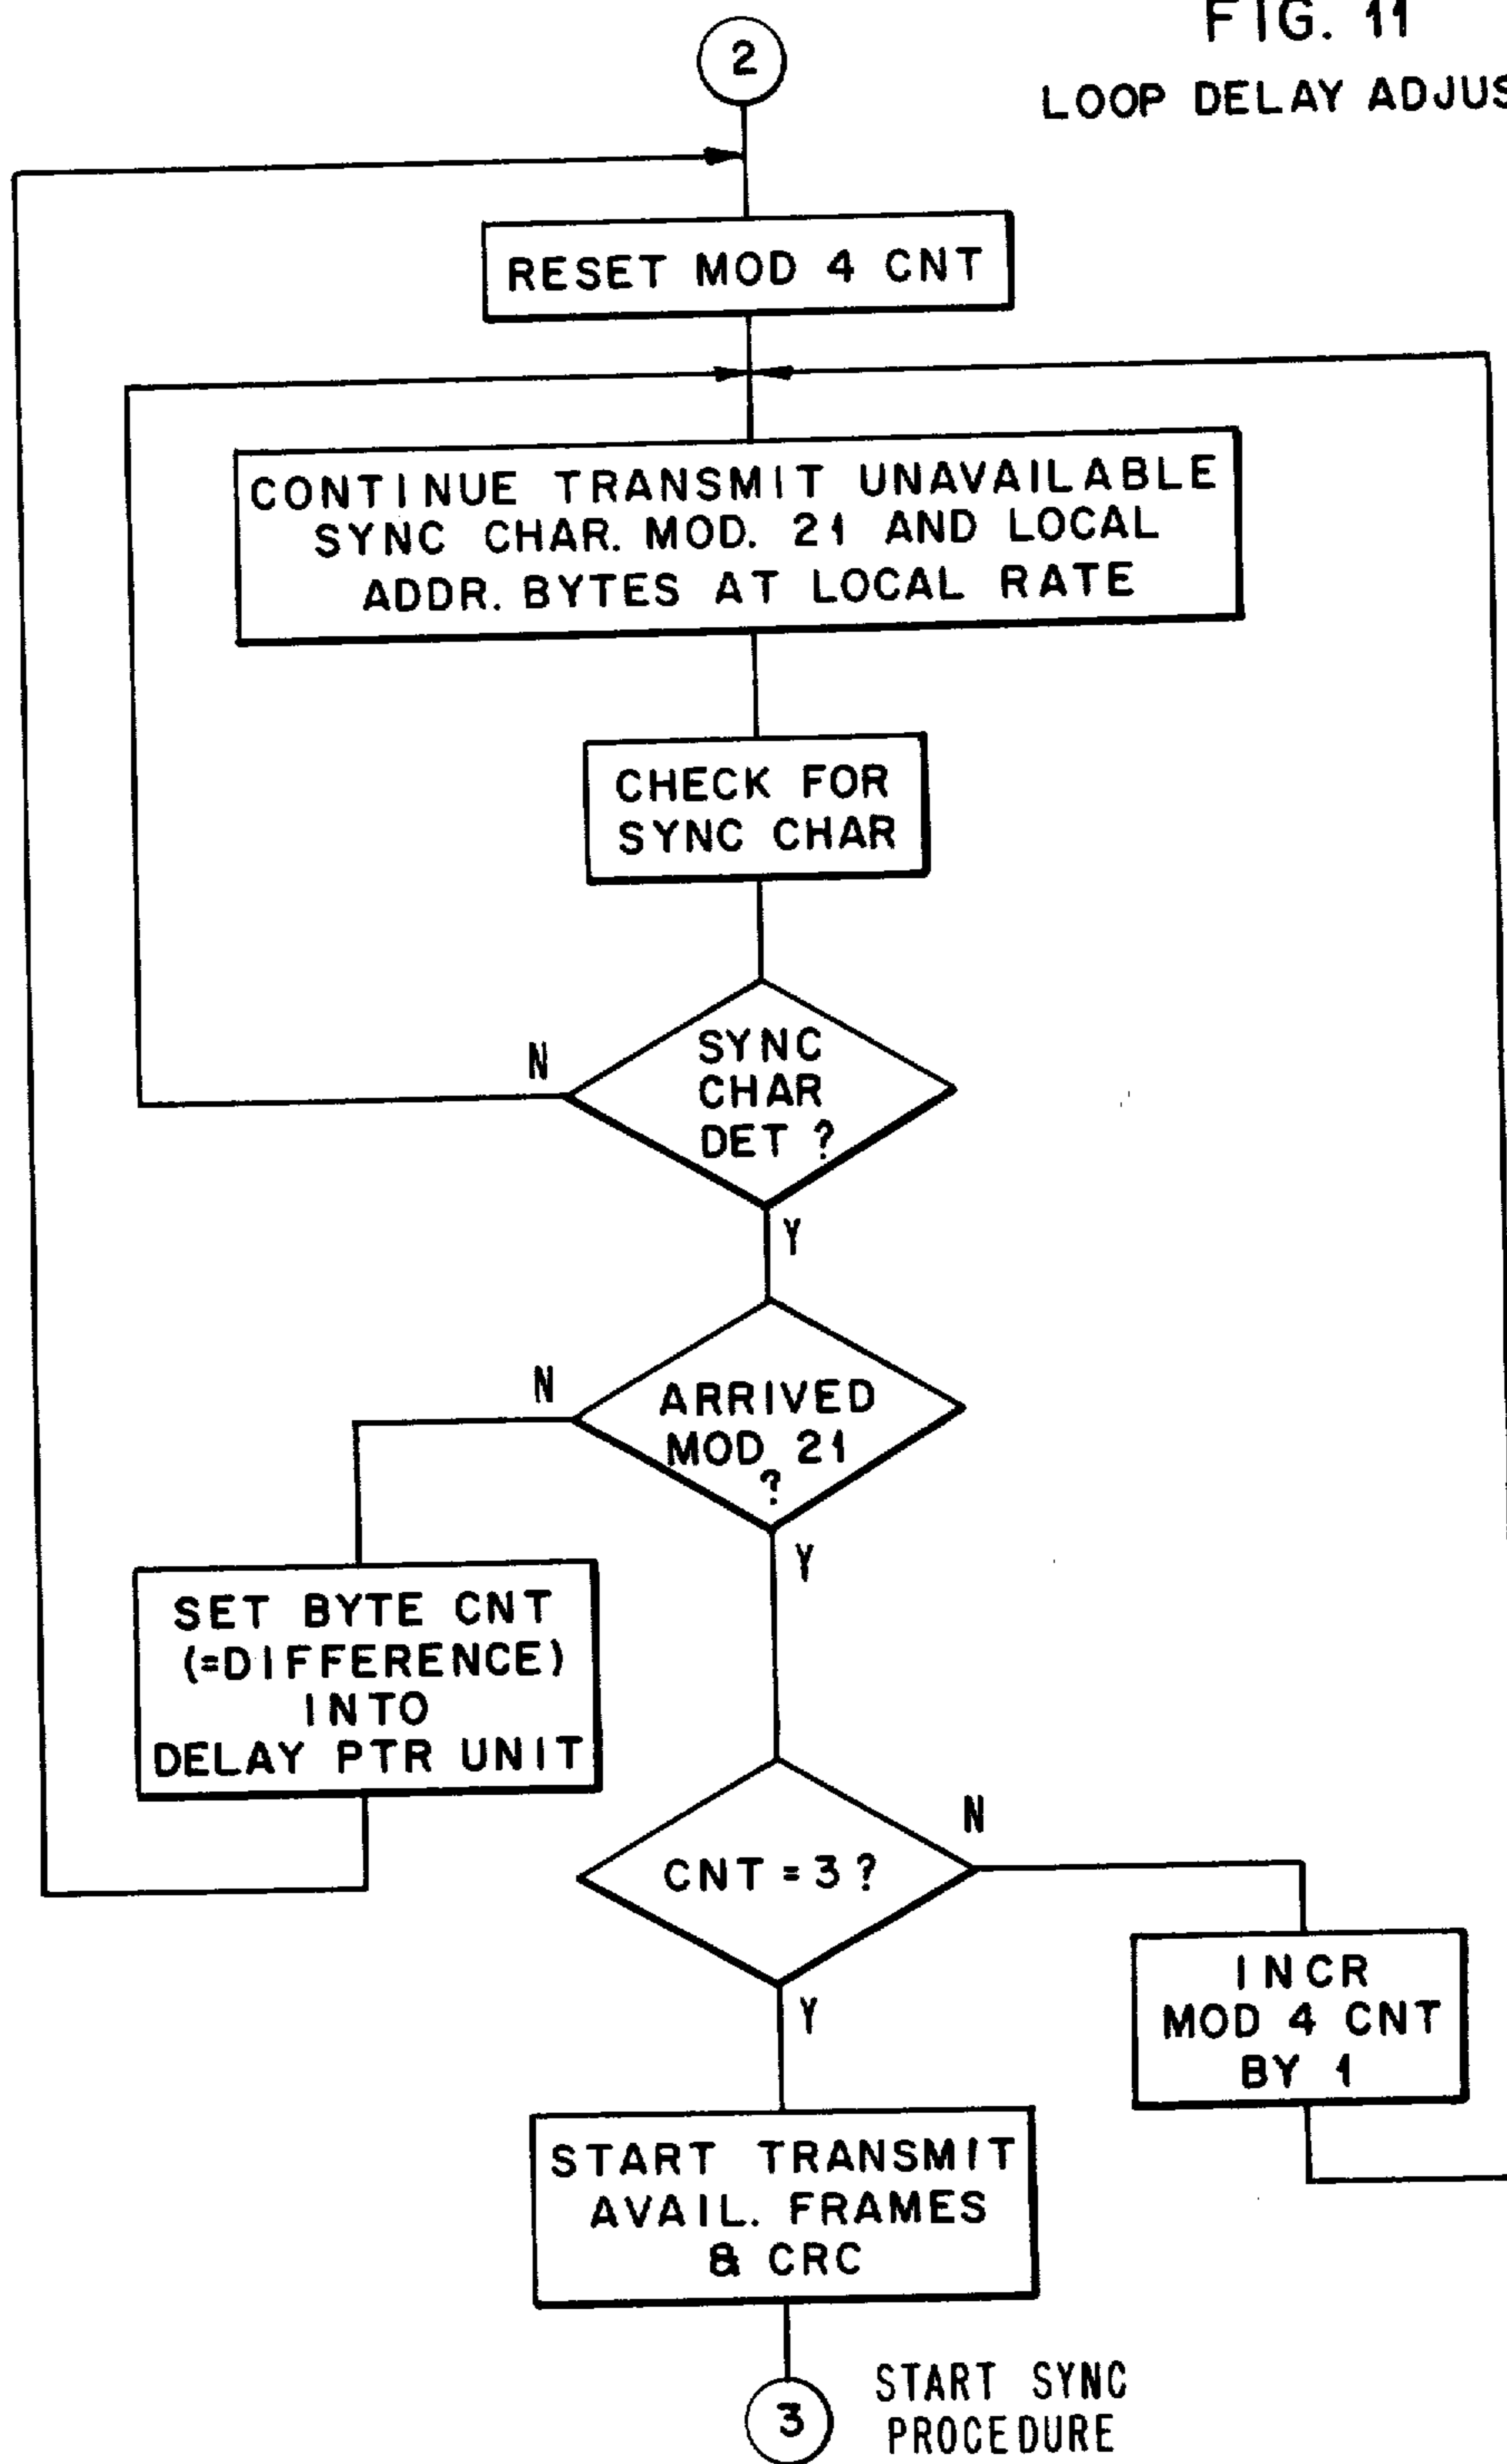 FIG. 11
LOOP DELAY ADJUS
2
RESET MOD 4 CNT
CONTINUE TRANSMIT UNAVAILABLE
SYNC CHAR. MOD. 21 AND LOCAL
ADDR. BYTES AT LOCAL RATE
CHECK FOR
SYNC CHAR
SYNC
CHAR
DET ?
N
Y
ARRIVED
MOD 21
?
N
Y
SET BYTE CNT
(=DIFFERENCE)
INTO
DELAY PTR UNIT
CNT = 3 ?
N
Y
INCR
MOD 4 CNT
BY 1
START TRANSMIT
AVAIL. FRAMES
& CRC
3
START SYNC
PROCEDURE